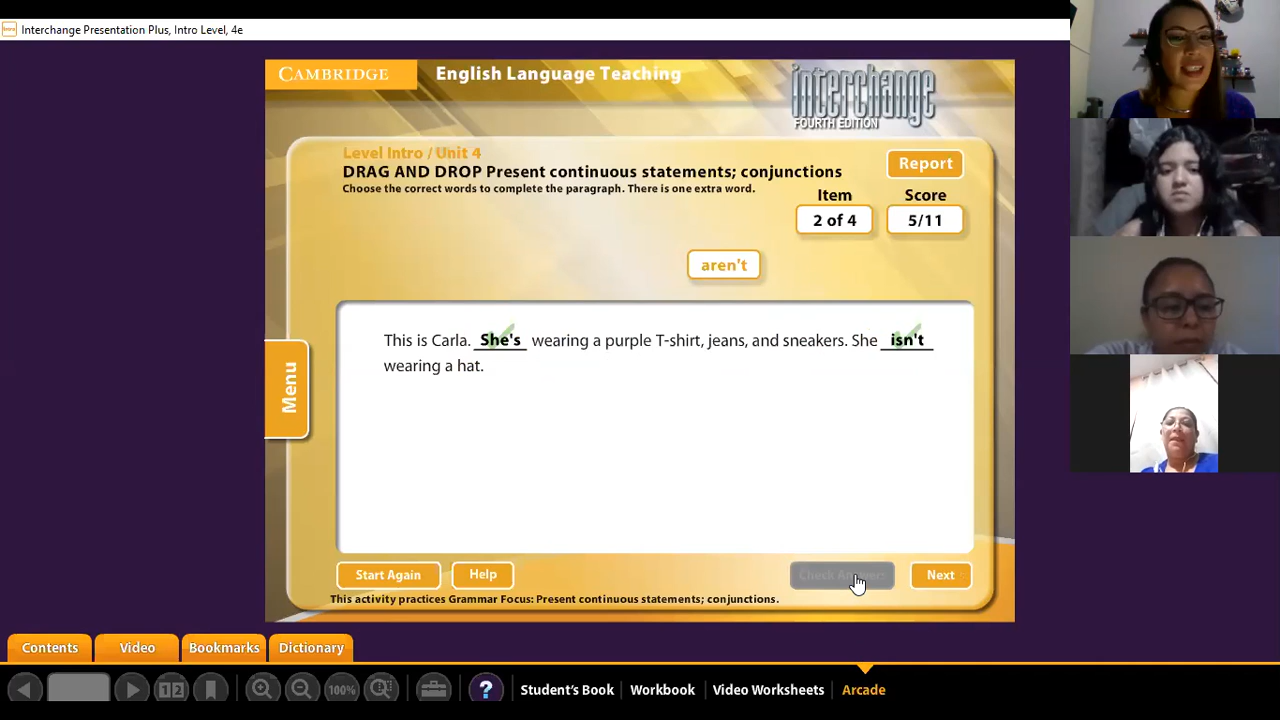 Interchange Presentation Plus, Intro Level, 4e
CAMBRIDGE
English Language Teaching
interchange
FOURTH EDITION
Level Intro / Unit 4
DRAG AND DROP Present continuous statements; conjunctions
Choose the correct words to complete the paragraph. There is one extra word.
Report
Item
Score
2 of 4
5/11
aren't
This is Carla. She's wearing a purple T-shirt, jeans, and sneakers. She isn't
wearing a hat.
Menu
Start Again
Help
Check Answer
Next
This activity practices Grammar Focus: Present continuous statements; conjunctions.
Contents
Video
Bookmarks
Dictionary
100%
?
Student's Book
Workbook
Video Worksheets
Arcade